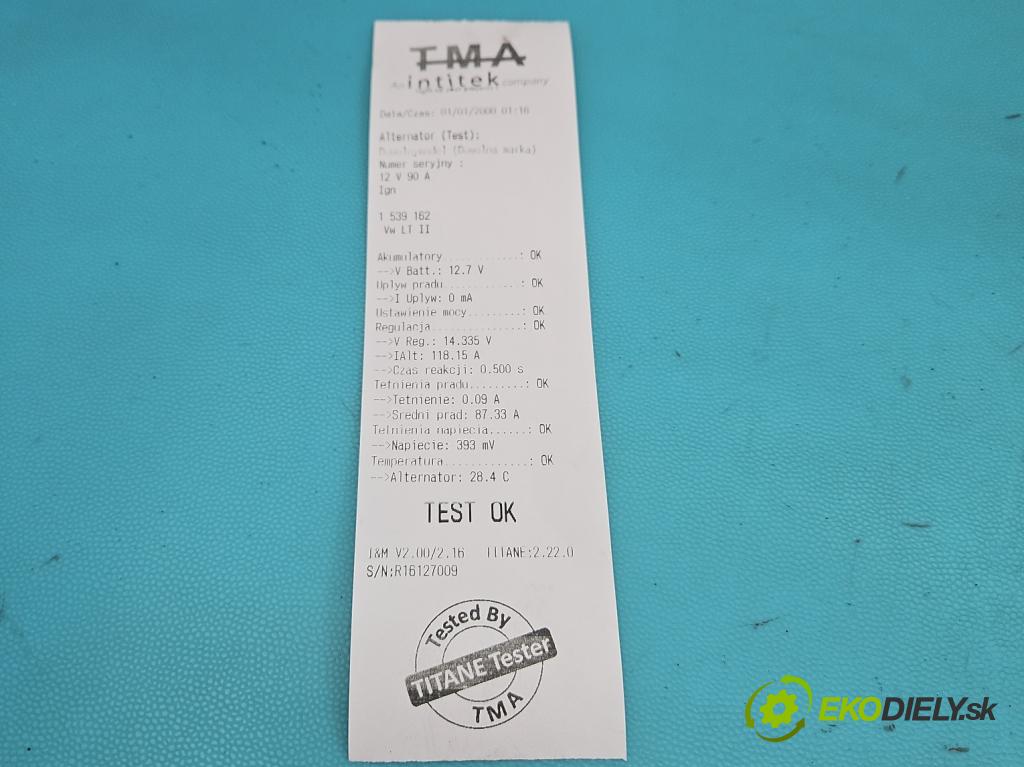 TMA
An intitek company
Data/Czas: 01/01/2000 01:16
Alternator (Test):
(Dowolna marka)
Numer seryjny :
12 V 90 A
Ign
1 539 162
Vw LT II
Akumulatory............: OK
-->V Batt.: 12.7 V
Uplyw pradu............: OK
-->I Uplyw: 0 mA
Ustawienie mocy........: OK
Regulacja..............: OK
-->V Reg.: 14.335 V
-->IAlt: 118.15 A
-->Czas reakcji: 0.500 s
Tetnienia pradu........: OK
-->Tetnienie: 0.09 A
-->Sredni prad: 87.33 A
Tetnienia napiecia......: OK
-->Napiecie: 393 mV
Temperatura............: OK
-->Alternator: 28.4 C
TEST OK
J&M V2.00/2.16 TITANE:2.22.0
S/N:R16127009
Tested By
TITANE Tester
TMA
EKODIELY.sk